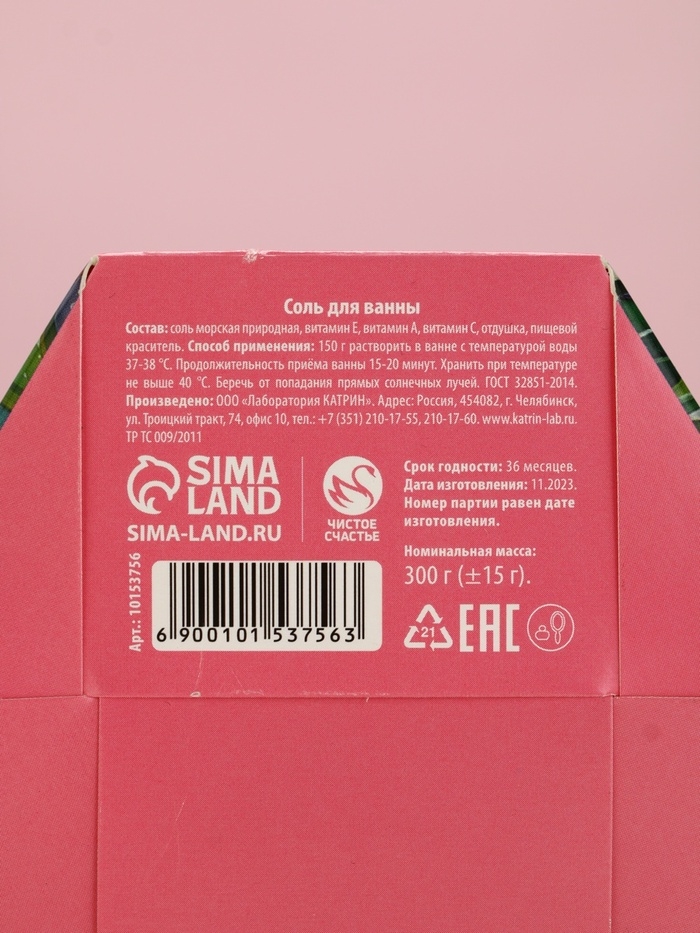 Соль для ванны
Состав: соль морская природная, витамин Е, витамин А, витамин С, отдушка, пищевой
краситель. Способ применения: 150 г растворить в ванне с температурой воды
37-38 °С. Продолжительность приёма ванны 15-20 минут. Хранить при температуре
не выше 40 °С. Беречь от попадания прямых солнечных лучей. ГОСТ 32851-2014.
Произведено: ООО «Лаборатория КАТРИН». Адрес: Россия, 454082, г. Челябинск,
ул. Троицкий тракт, 74, офис 10, тел.: +7 (351) 210-17-55, 210-17-60. www.katrin-lab.ru.
ТР ТС 009/2011
SIMA
LAND
SIMA-LAND.RU
ЧИСТОЕ
СЧАСТЬЕ
Срок годности: 36 месяцев.
Дата изготовления: 11.2023.
Номер партии равен дате
изготовления.
Номинальная масса:
300 г (±15 г).
Арт.: 10153756
6 900101 537563
21
EAC